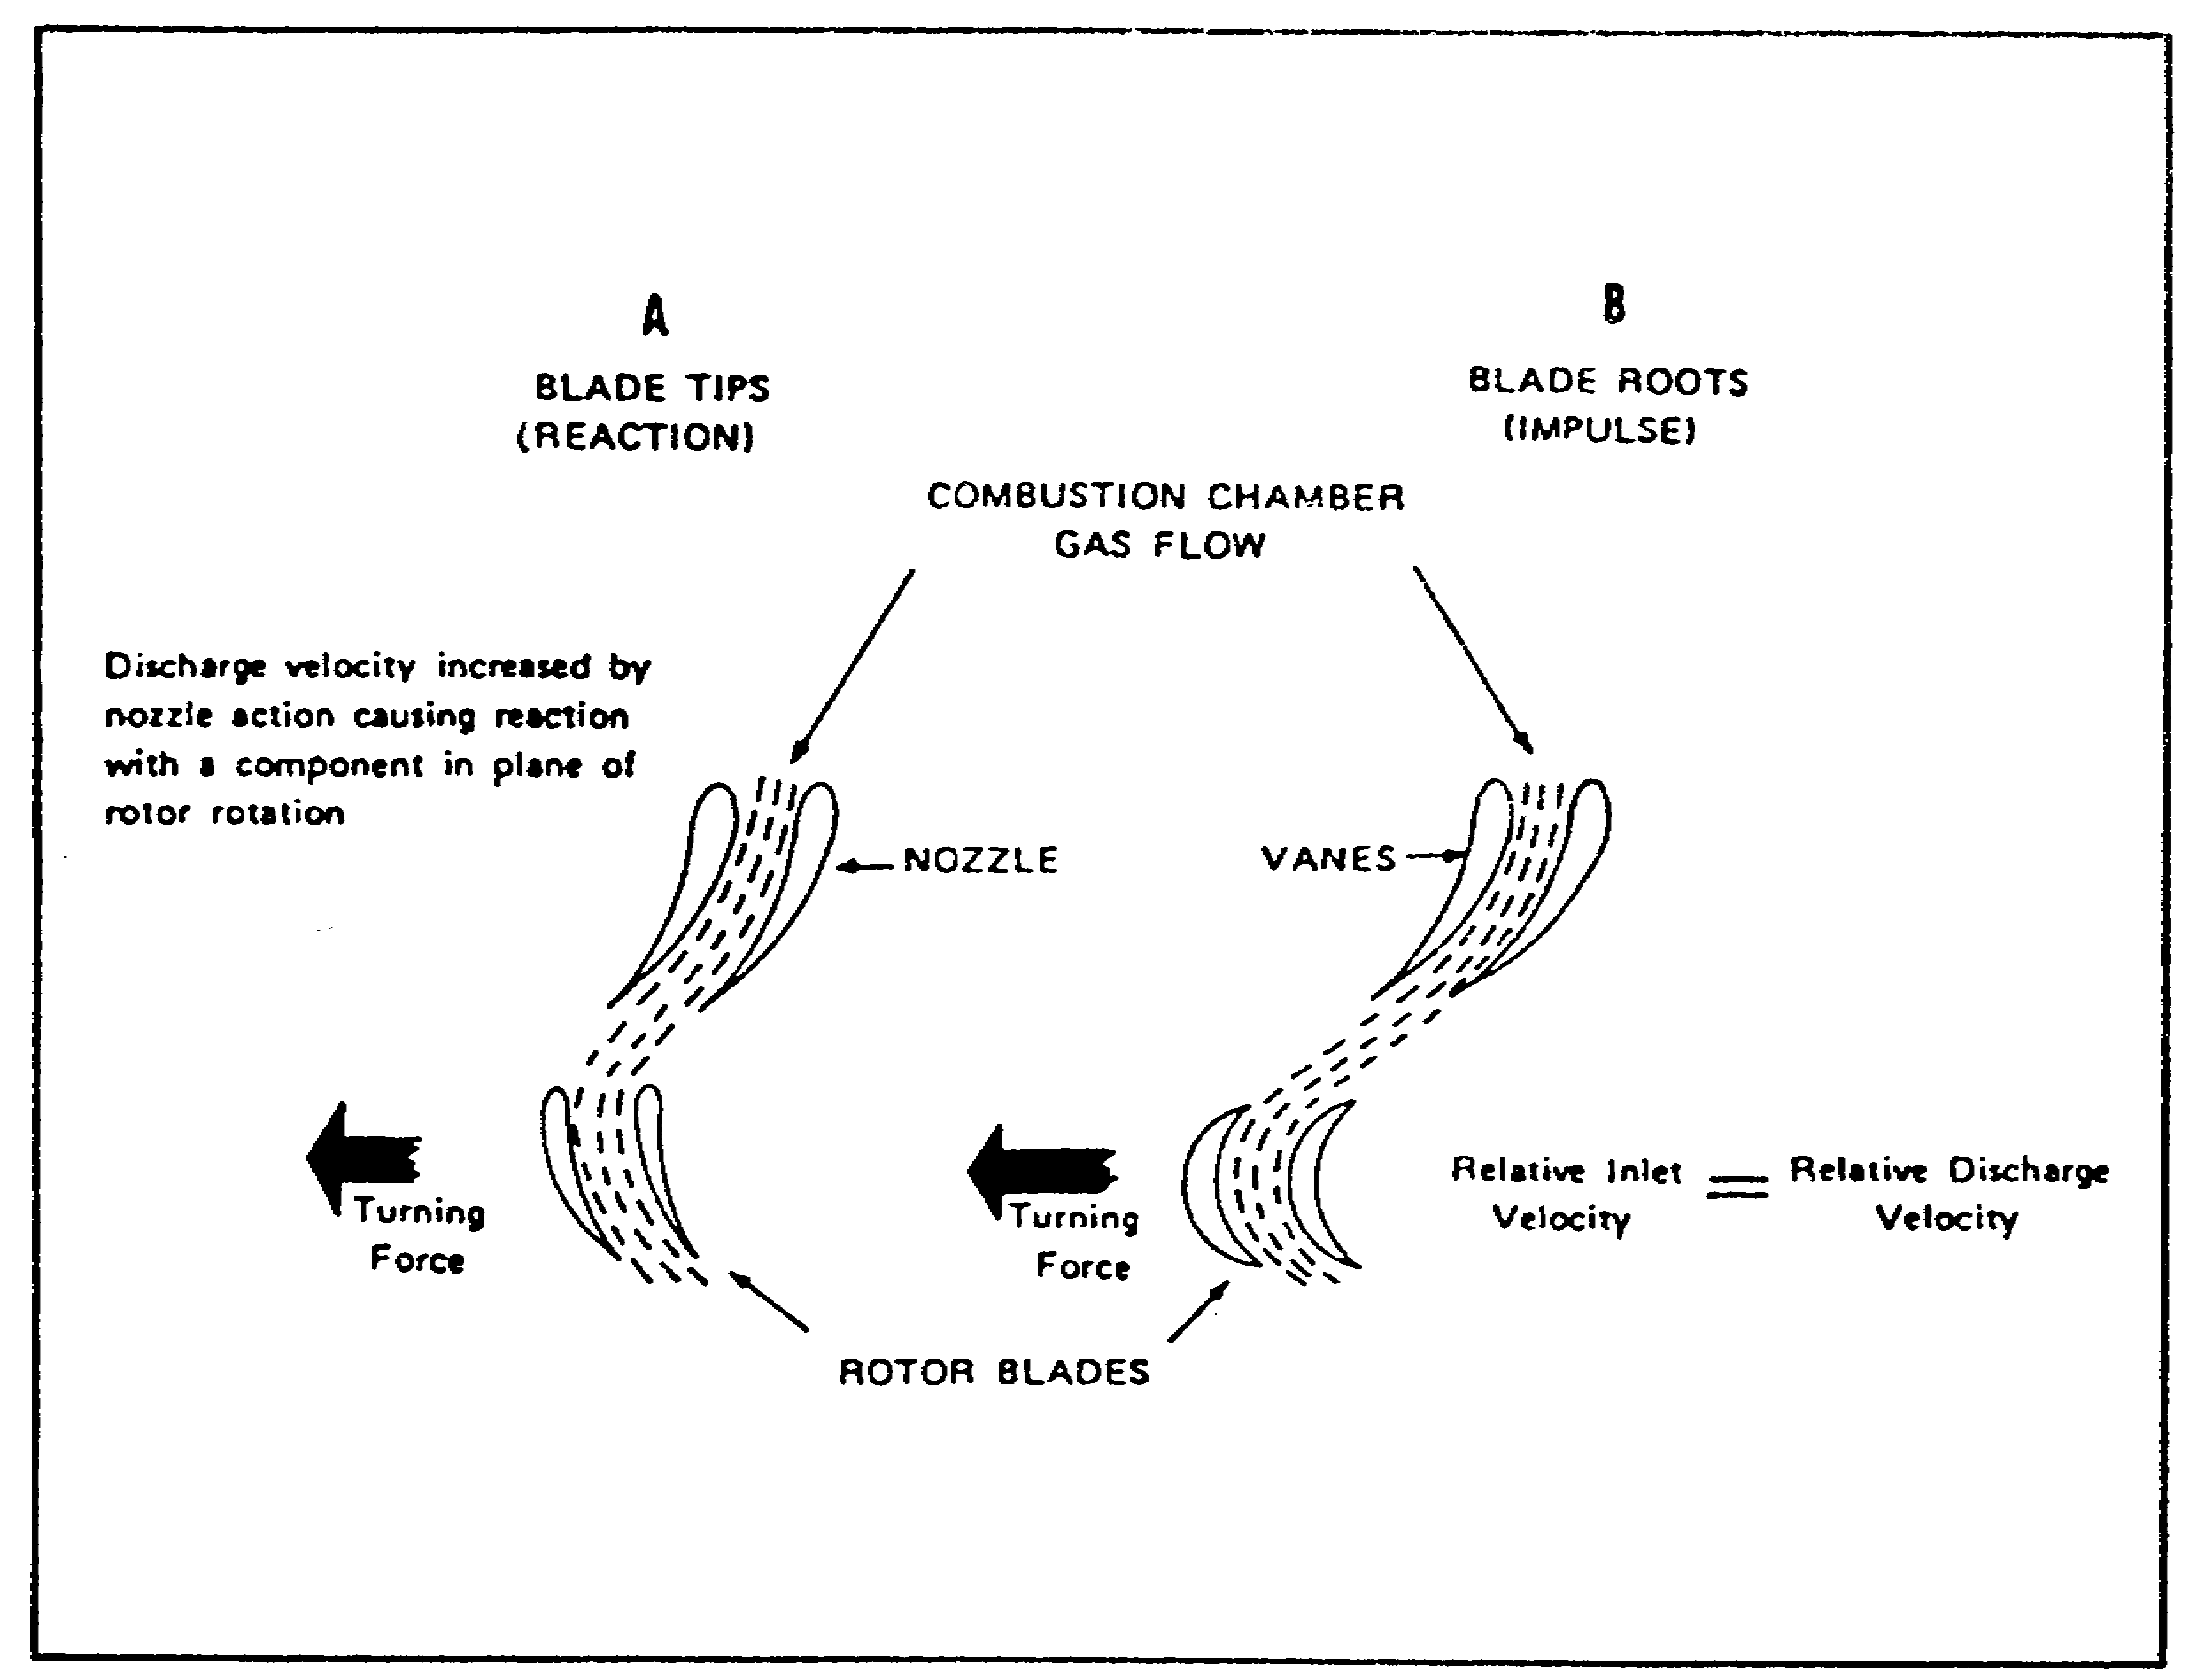 A
BLADE TIPS
(REACTION)
B
BLADE ROOTS
(IMPULSE)
COMBUSTION CHAMBER
GAS FLOW
Discharge velocity increased by
nozzle action causing reaction
with a component in plane of
rotor rotation
NOZZLE
VANES
Turning
Force
Turning
Force
Relative Inlet
Velocity
=
Relative Discharge
Velocity
ROTOR BLADES